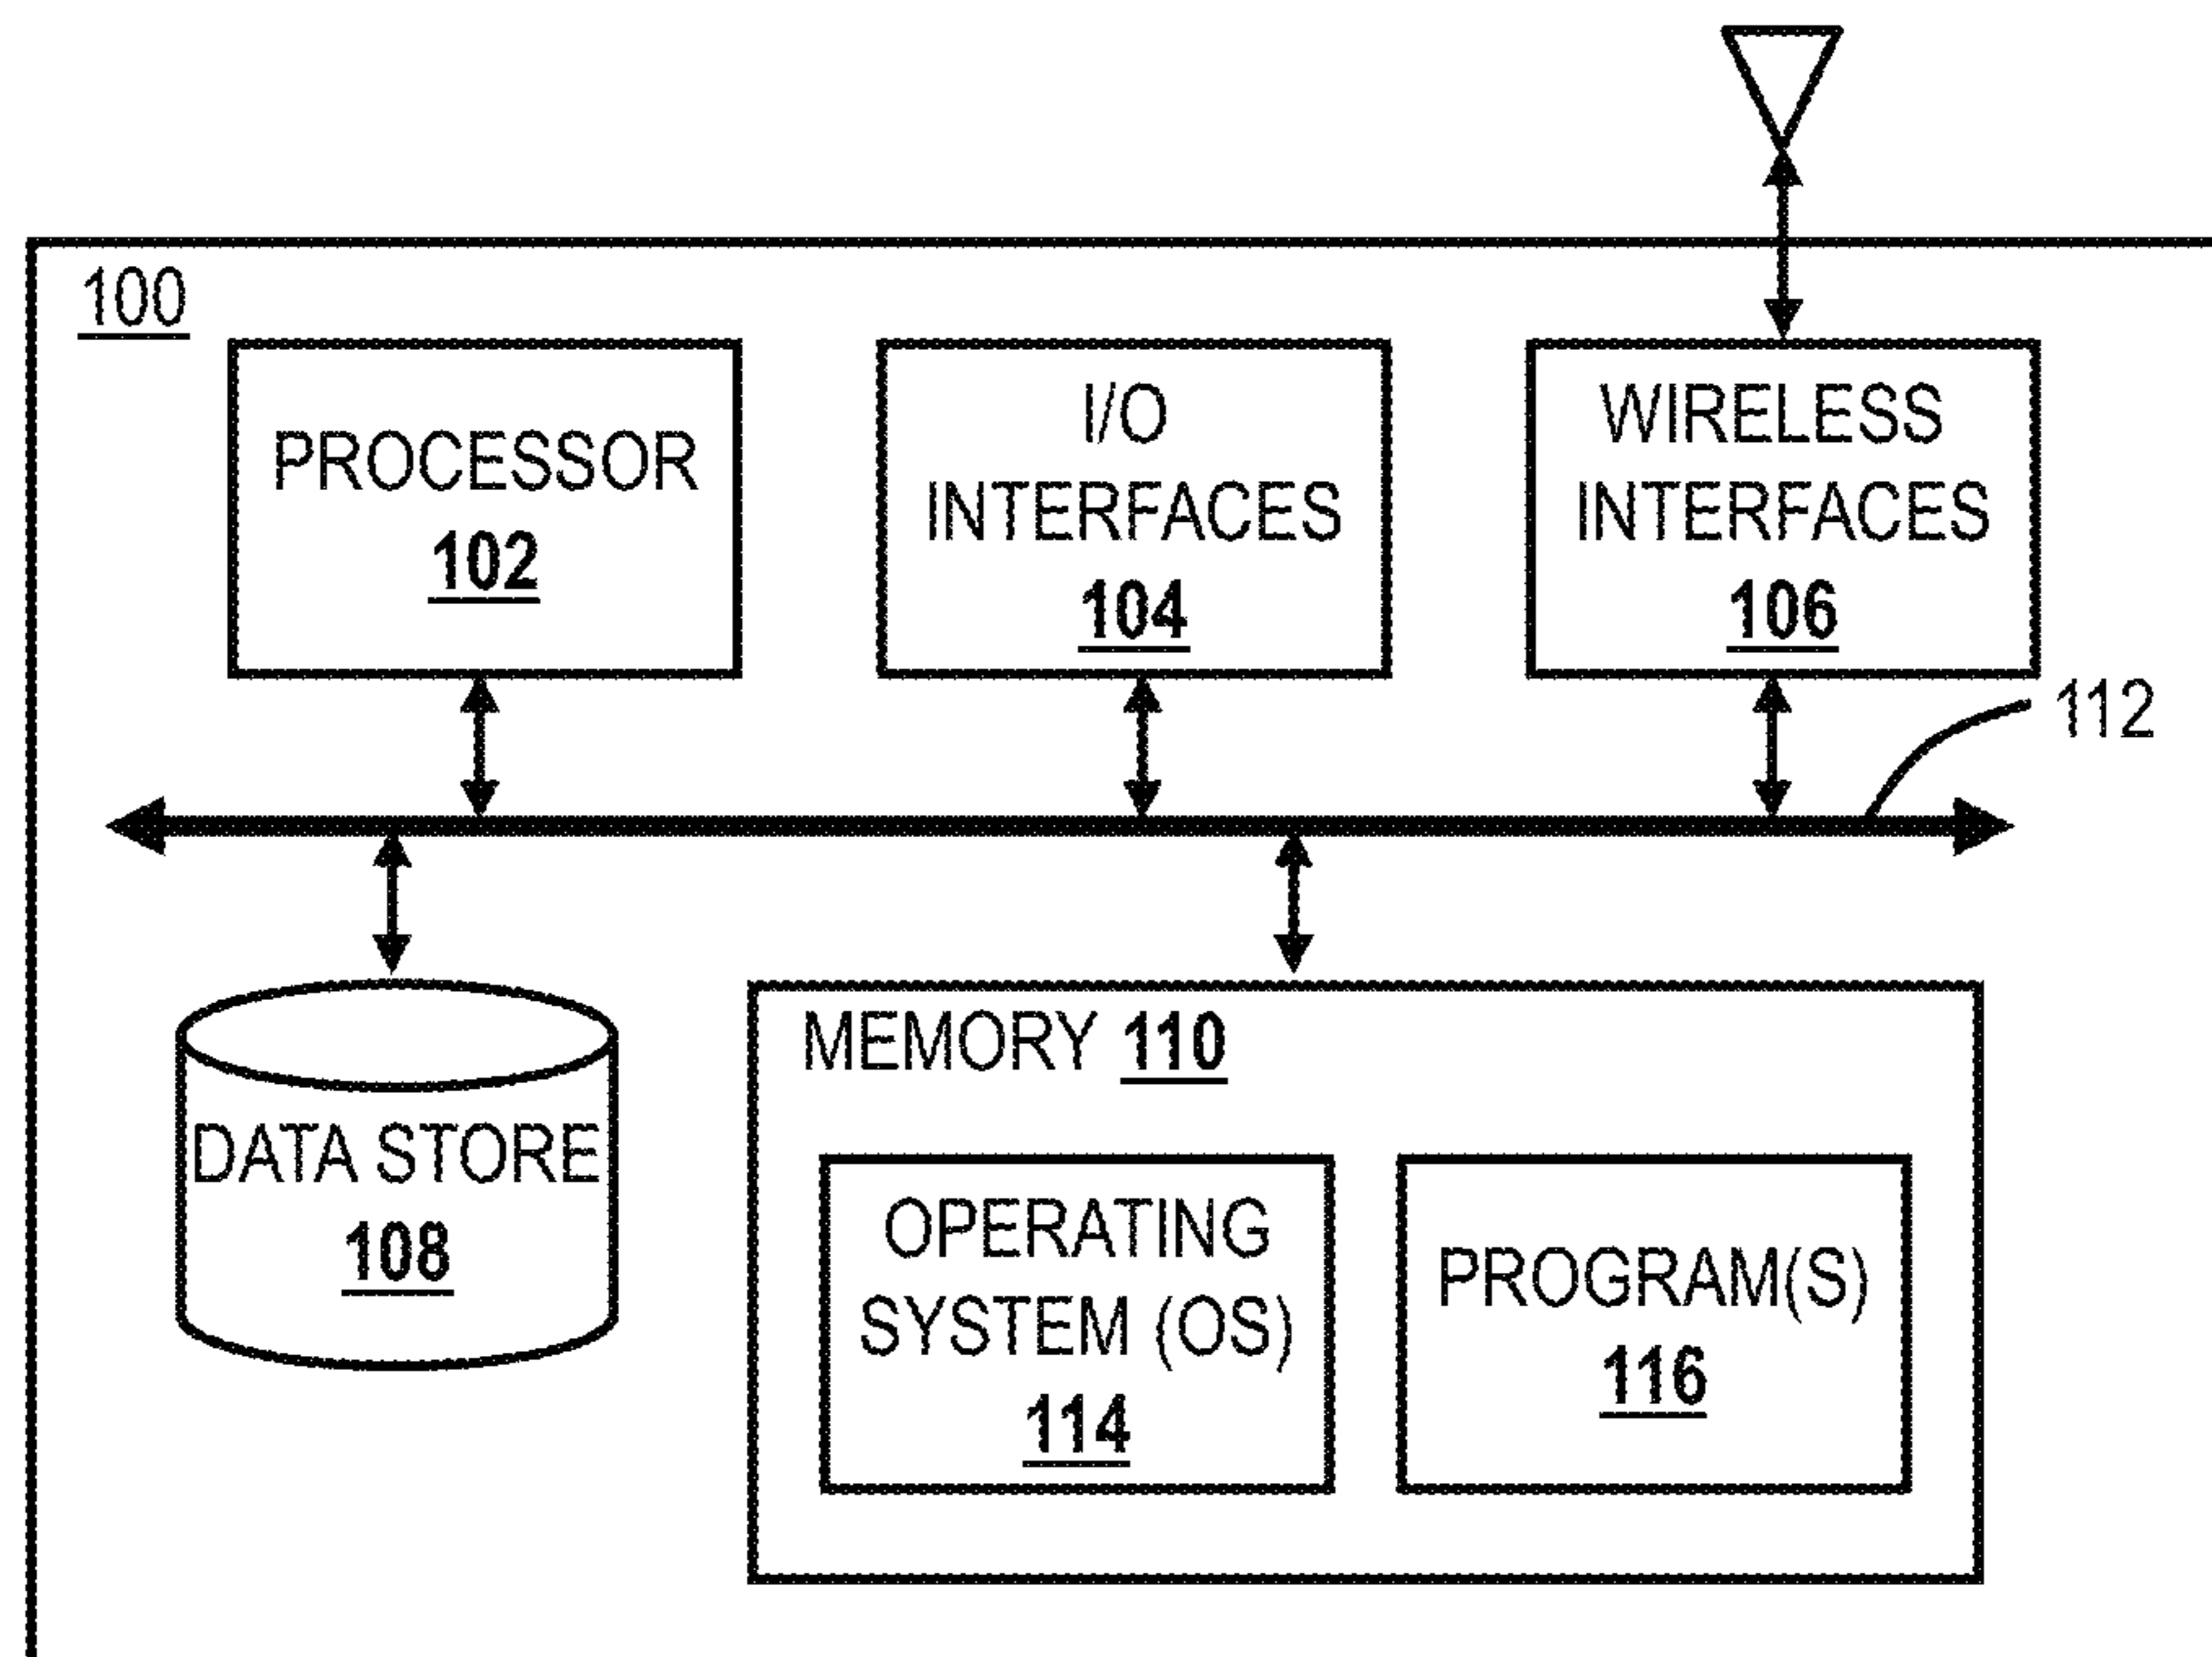 100
PROCESSOR
102
I/O
INTERFACES
104
WIRELESS
INTERFACES
106
112
DATA STORE
108
MEMORY 110
OPERATING
SYSTEM (OS)
114
PROGRAM(S)
116